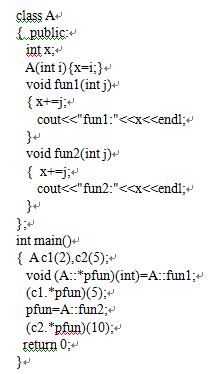 class A↵
{ public:↵
int x;↵
A(int i){x=i;}↵
void fun1(int j)↵
{ x+=j;↵
cout<<"fun1:"<<x<<endl;↵
}↵
void fun2(int j)↵
{ x+=j;↵
cout<<"fun2:"<<x<<endl;↵
}↵
};↵
int main()↵
{ A c1(2),c2(5);↵
void (A::*pfun)(int)=A::fun1;↵
(c1.*pfun)(5);↵
pfun=A::fun2;↵
(c2.*pfun)(10);↵
return 0;↵
}↵